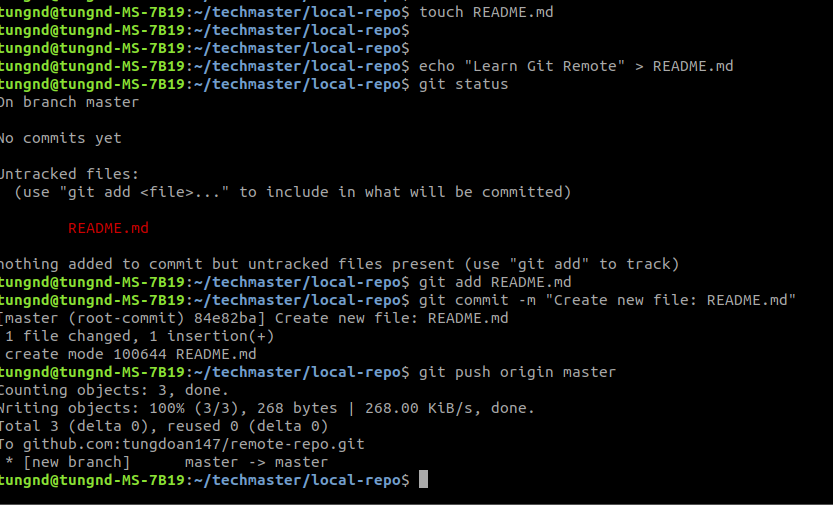 tungnd@tungnd-MS-7B19:~/techmaster/local-repo$ touch README.md
tungnd@tungnd-MS-7B19:~/techmaster/local-repo$
tungnd@tungnd-MS-7B19:~/techmaster/local-repo$
tungnd@tungnd-MS-7B19:~/techmaster/local-repo$ echo "Learn Git Remote" > README.md
tungnd@tungnd-MS-7B19:~/techmaster/local-repo$ git status
On branch master
No commits yet
Untracked files:
  (use "git add <file>..." to include in what will be committed)
        README.md
nothing added to commit but untracked files present (use "git add" to track)
tungnd@tungnd-MS-7B19:~/techmaster/local-repo$ git add README.md
tungnd@tungnd-MS-7B19:~/techmaster/local-repo$ git commit -m "Create new file: README.md"
[master (root-commit) 84e82ba] Create new file: README.md
 1 file changed, 1 insertion(+)
 create mode 100644 README.md
tungnd@tungnd-MS-7B19:~/techmaster/local-repo$ git push origin master
Counting objects: 3, done.
Writing objects: 100% (3/3), 268 bytes | 268.00 KiB/s, done.
Total 3 (delta 0), reused 0 (delta 0)
To github.com:tungdoan147/remote-repo.git
 * [new branch]      master -> master
tungnd@tungnd-MS-7B19:~/techmaster/local-repo$